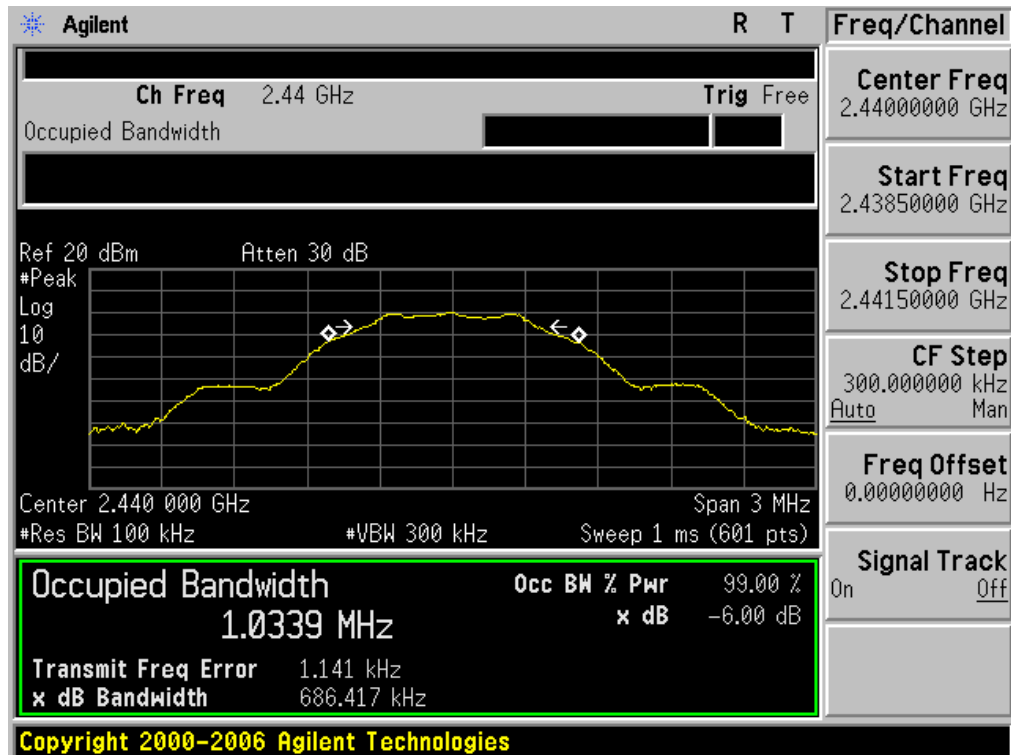 Agilent R T
Ch Freq 2.44 GHz Trig Free
Occupied Bandwidth
Ref 20 dBm Atten 30 dB
#Peak
Log
10
dB/
Center 2.440 000 GHz Span 3 MHz
#Res BW 100 kHz #VBW 300 kHz Sweep 1 ms (601 pts)
Occupied Bandwidth Occ BW % Pwr 99.00 %
1.0339 MHz x dB -6.00 dB
Transmit Freq Error 1.141 kHz
x dB Bandwidth 686.417 kHz
Copyright 2000-2006 Agilent Technologies
Freq/Channel
Center Freq
2.44000000 GHz
Start Freq
2.43850000 GHz
Stop Freq
2.44150000 GHz
CF Step
300.000000 kHz
Auto Man
Freq Offset
0.00000000 Hz
Signal Track
On Off